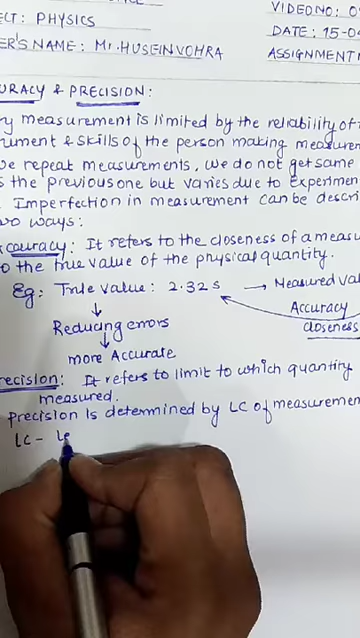 ECT: PHYSICS
VIDEO NO:
ER'S NAME: Mr. HUSEIN VOHRA
DATE: 15-04
ASSIGNMENT
URACY & PRECISION:
ry measurement is limited by the reliability of
rument & skills of the person making measurem
we repeat measurements, we do not get same
s the previous one but varies due to Experimen
Imperfection in measurement can be descri
wo ways:
ccuracy: It refers to the closeness of a measu
o the true value of the physical quantity.
Eg: True value: 2.32 s → Measured val
↓
Accuracy
Reducing errors
closeness
↓
more Accurate
recision: It refers to limit to which quantity
measured.
precision is determined by LC of measuremen
LC - le